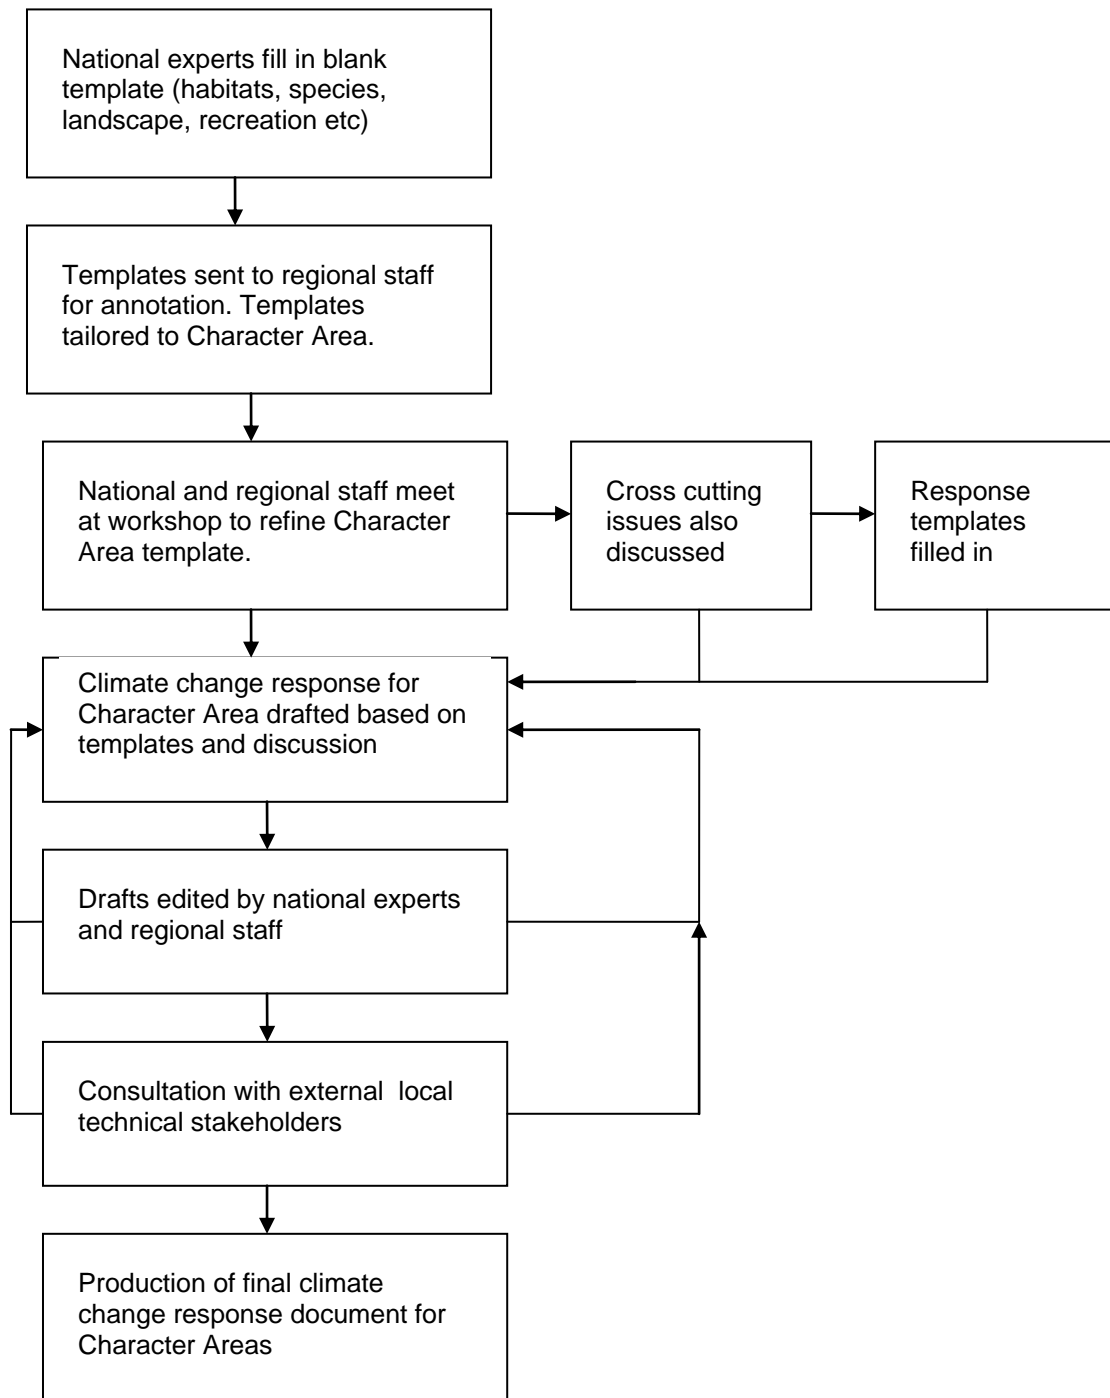 National experts fill in blank
template (habitats, species,
landscape, recreation etc)
Templates sent to regional staff
for annotation. Templates
tailored to Character Area.
National and regional staff meet
at workshop to refine Character
Area template.
Cross cutting
issues also
discussed
Response
templates
filled in
Climate change response for
Character Area drafted based on
templates and discussion
Drafts edited by national experts
and regional staff
Consultation with external  local
technical stakeholders
Production of final climate
change response document for
Character Areas